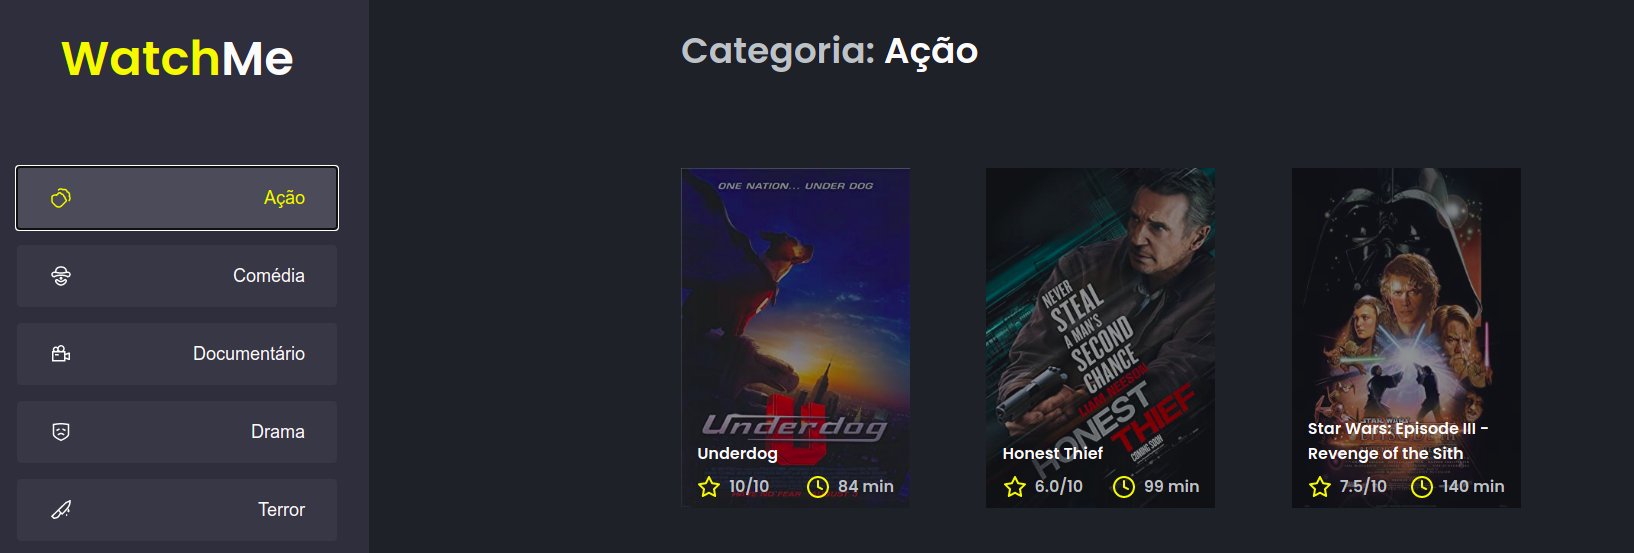 WatchMe
Ação
Comédia
Documentário
Drama
Terror
Categoria: Ação
ONE NATION... UNDER DOG
Underdog
U
Underdog
10/10
84 min
NEVER
STEAL
A MAN'S
SECOND
CHANCE
LIAM NEESON
HONEST
THIEF
COMING SOON
Honest Thief
6.0/10
99 min
STAR WARS
Star Wars: Episode III -
Revenge of the Sith
7.5/10
140 min